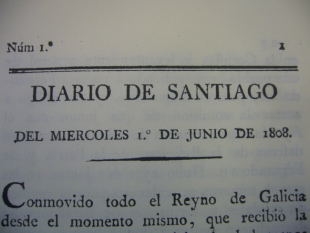 Núm 1.º 1
DIARIO DE SANTIAGO
DEL MIERCOLES 1.º DE JUNIO DE 1808.
Conmovido todo el Reyno de Galicia
desde el momento mismo, que recibió la